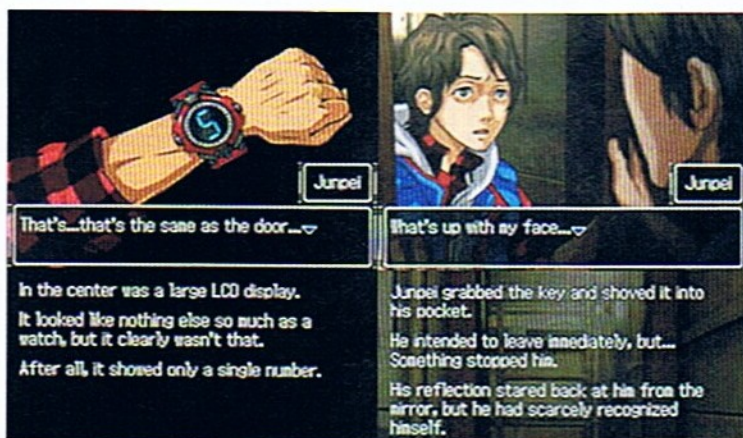 5
Junpei
That's...that's the same as the door...
In the center was a large LCD display.
It looked like nothing else so much as a
watch, but it clearly wasn't that.
After all, it showed only a single number.
Junpei
What's up with my face...
Junpei grabbed the key and shoved it into
his pocket.
He intended to leave immediately, but...
Something stopped him.
His reflection stared back at him from the
mirror, but he had scarcely recognized
himself.